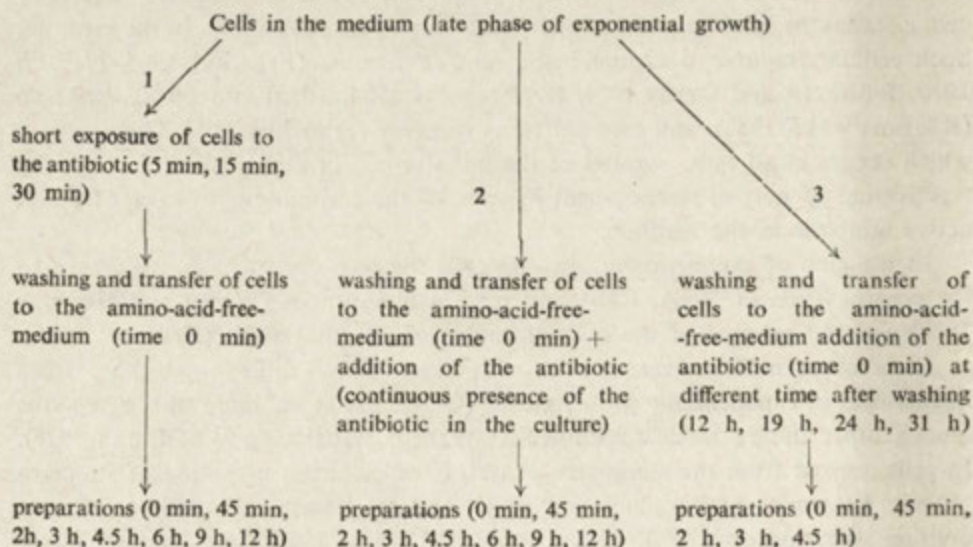 Cells in the medium (late phase of exponential growth)
1
short exposure of cells to
the antibiotic (5 min, 15 min,
30 min)
2
3
washing and transfer of cells
to the amino-acid-free-
medium (time 0 min)
washing and transfer of cells
to the amino-acid-free-
medium (time 0 min) +
addition of the antibiotic
(continuous presence of the
antibiotic in the culture)
washing and transfer of
cells to the amino-acid-
-free-medium addition of the
antibiotic (time 0 min) at
different time after washing
(12 h, 19 h, 24 h, 31 h)
preparations (0 min, 45 min,
2h, 3 h, 4.5 h, 6 h, 9 h, 12 h)
preparations (0 min, 45 min,
2 h, 3 h, 4.5 h, 6 h, 9 h, 12 h)
preparations (0 min, 45 min,
2 h, 3 h, 4.5 h)